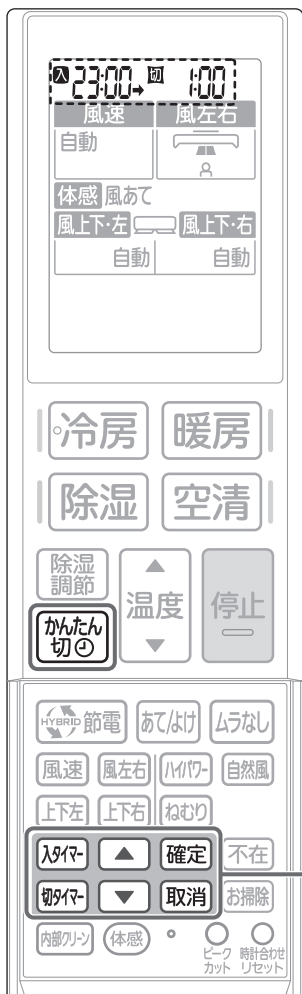 入 23:00→ 切 1:00
風速 風左右
自動
体感 風あて
風上下・左 風上下・右
自動 自動
冷房 暖房
除湿 空清
除湿調節 温度 停止
かんたん
切
HYBRID 節電 あて/よけ ムラなし
風速 風左右 ハイパワー 自然風
上下左 上下右 ねむり
入タイマー ▲ 確定 不在
切タイマー ▼ 取消 お掃除
内部クリーン 体感 ピークカット 時計合わせリセット